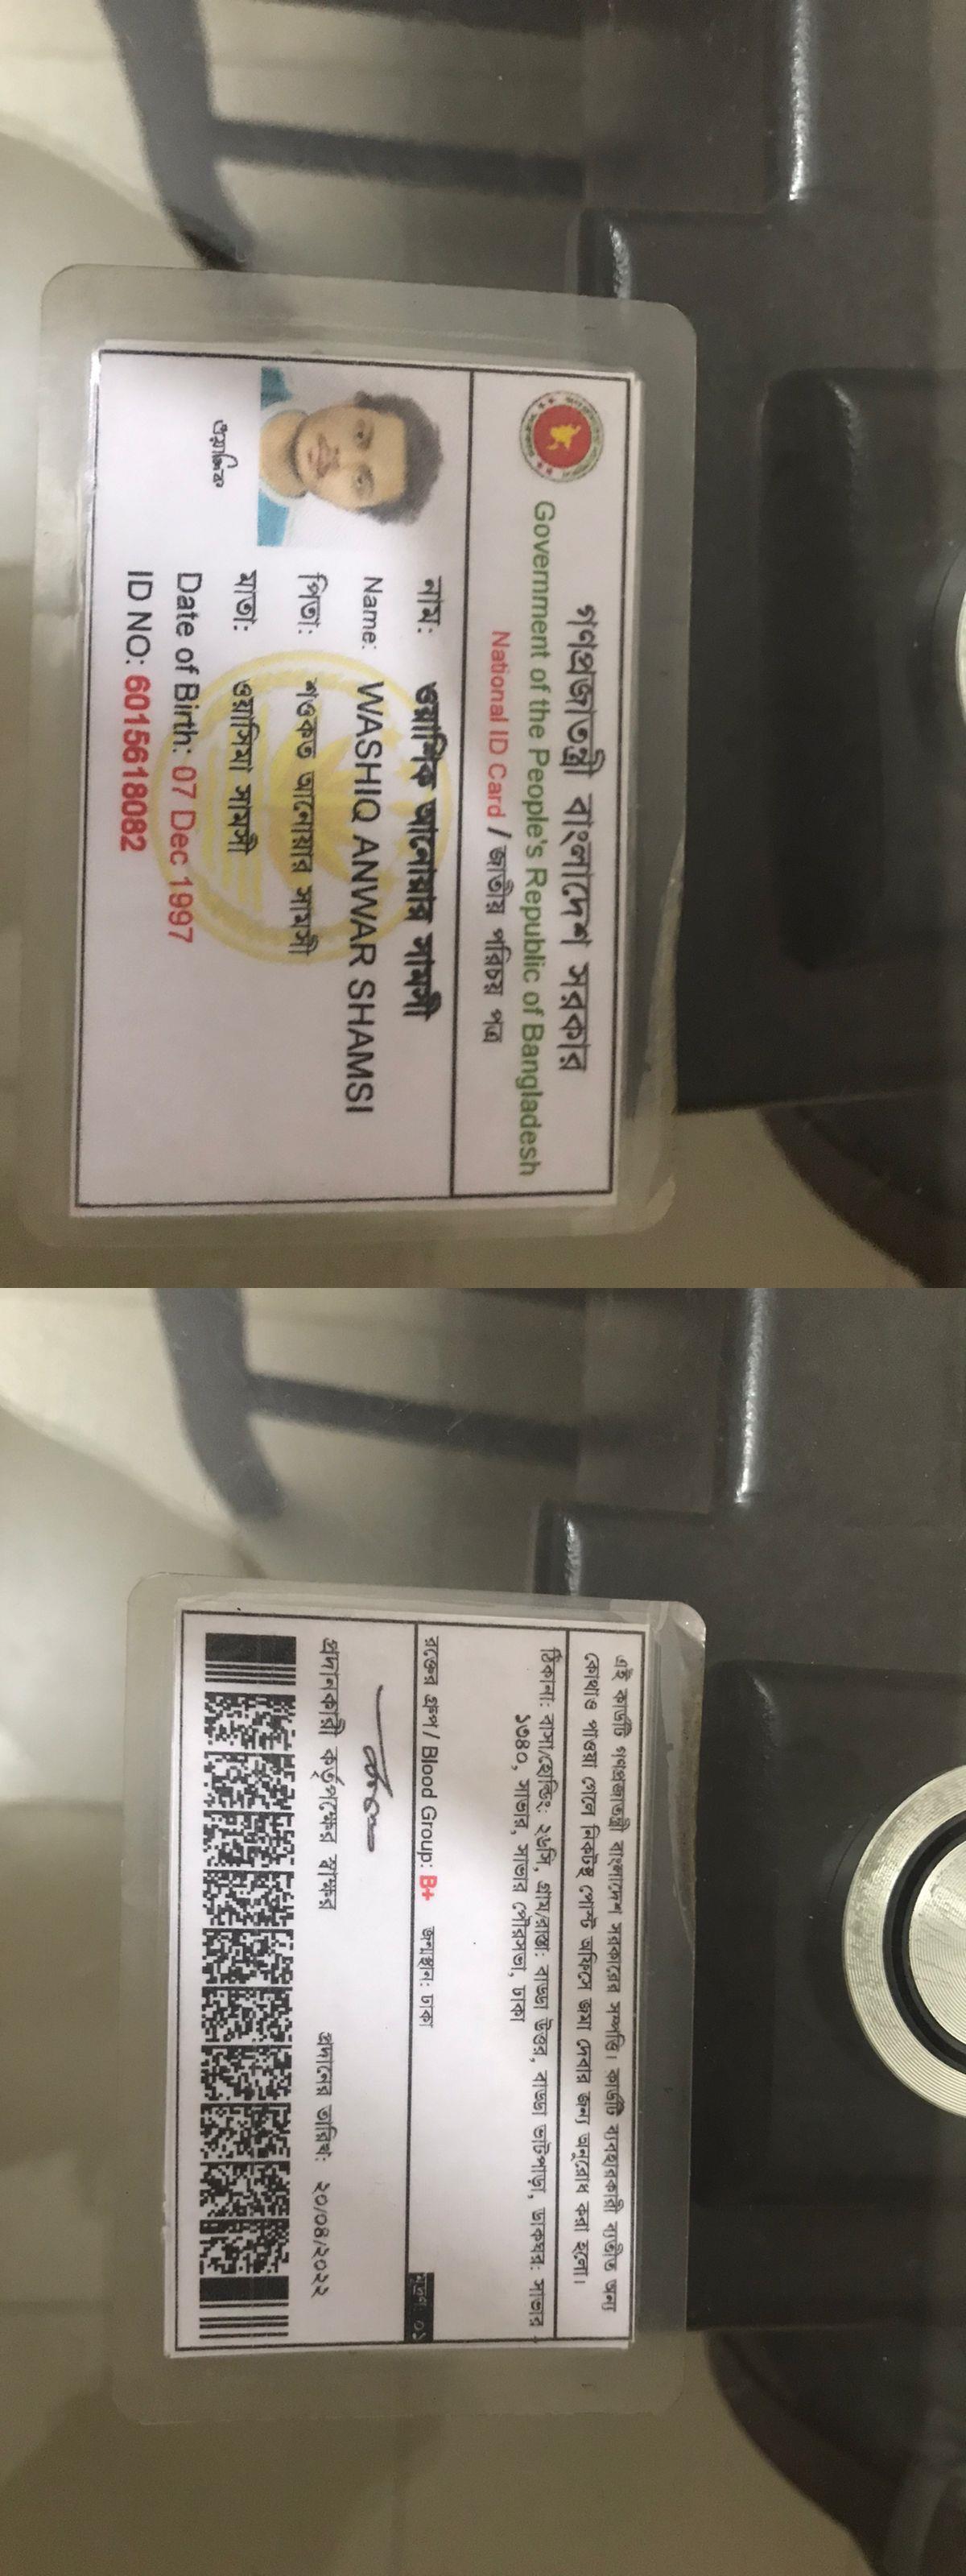 গণপ্রজাতন্ত্রী বাংলাদেশ সরকার
Government of the People's Republic of Bangladesh
National ID Card / জাতীয় পরিচয় পত্র
নাম: ওয়াশিক আনোয়ার সামসী
Name: WASHIQ ANWAR SHAMSI
পিতা: শওকত আনোয়ার সামসী
মাতা: ওয়াসিমা সামসী
Date of Birth: 07 Dec 1997
ID NO: 6015618082
ওয়াশিক
এই কার্ডটি গণপ্রজাতন্ত্রী বাংলাদেশ সরকারের সম্পত্তি। কার্ডটি ব্যবহারকারী ব্যতীত অন্য
কোথাও পাওয়া গেলে নিকটস্থ পোস্ট অফিসে জমা দেবার জন্য অনুরোধ করা হলো।
ঠিকানা: বাসা/হোল্ডিং: ২৬সি, গ্রাম/রাস্তা: বাড্ডা উত্তর, বাড্ডা ভাটপাড়া, ডাকঘর: সাভার -
১৩৪০, সাভার, সাভার পৌরসভা, ঢাকা
রক্তের গ্রুপ / Blood Group: B+ জন্মস্থান: ঢাকা
মুদ্রণ: ০১
প্রদানকারী কর্তৃপক্ষের স্বাক্ষর প্রদানের তারিখ: ২০/০৪/২০২২